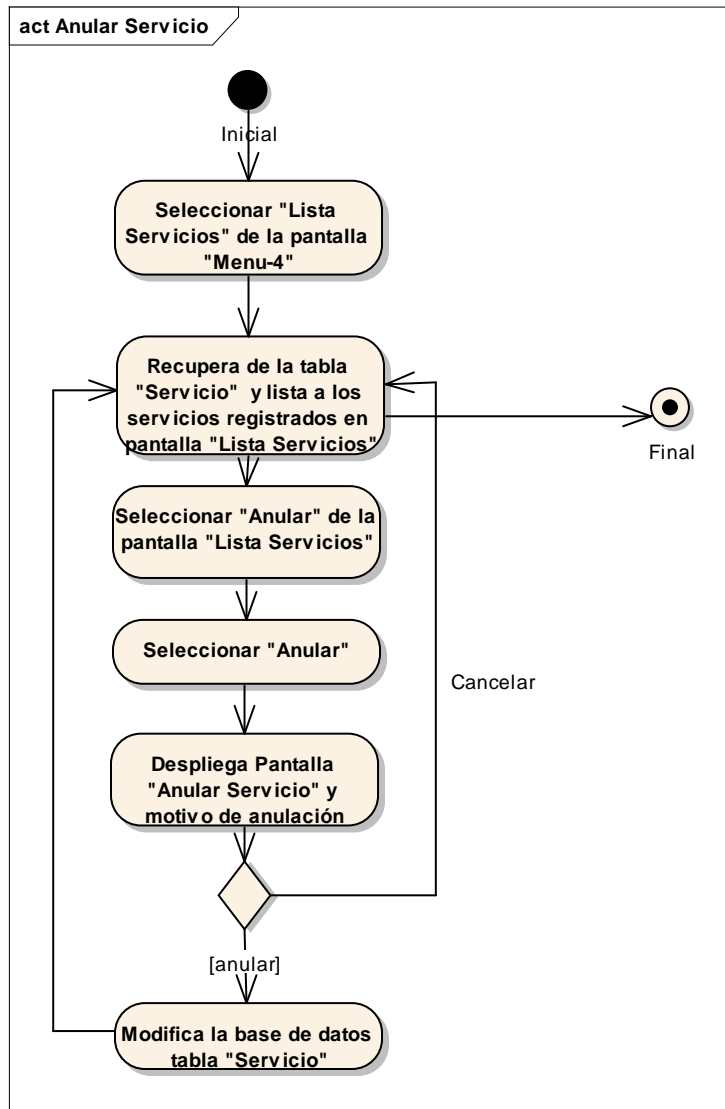 act Anular Servicio
Inicial
Seleccionar "Lista
Servicios" de la pantalla
"Menu-4"
Recupera de la tabla
"Servicio" y lista a los
servicios registrados en
pantalla "Lista Servicios"
Final
Seleccionar "Anular" de la
pantalla "Lista Servicios"
Seleccionar "Anular"
Cancelar
Despliega Pantalla
"Anular Servicio" y
motivo de anulación
[anular]
Modifica la base de datos
tabla "Servicio"